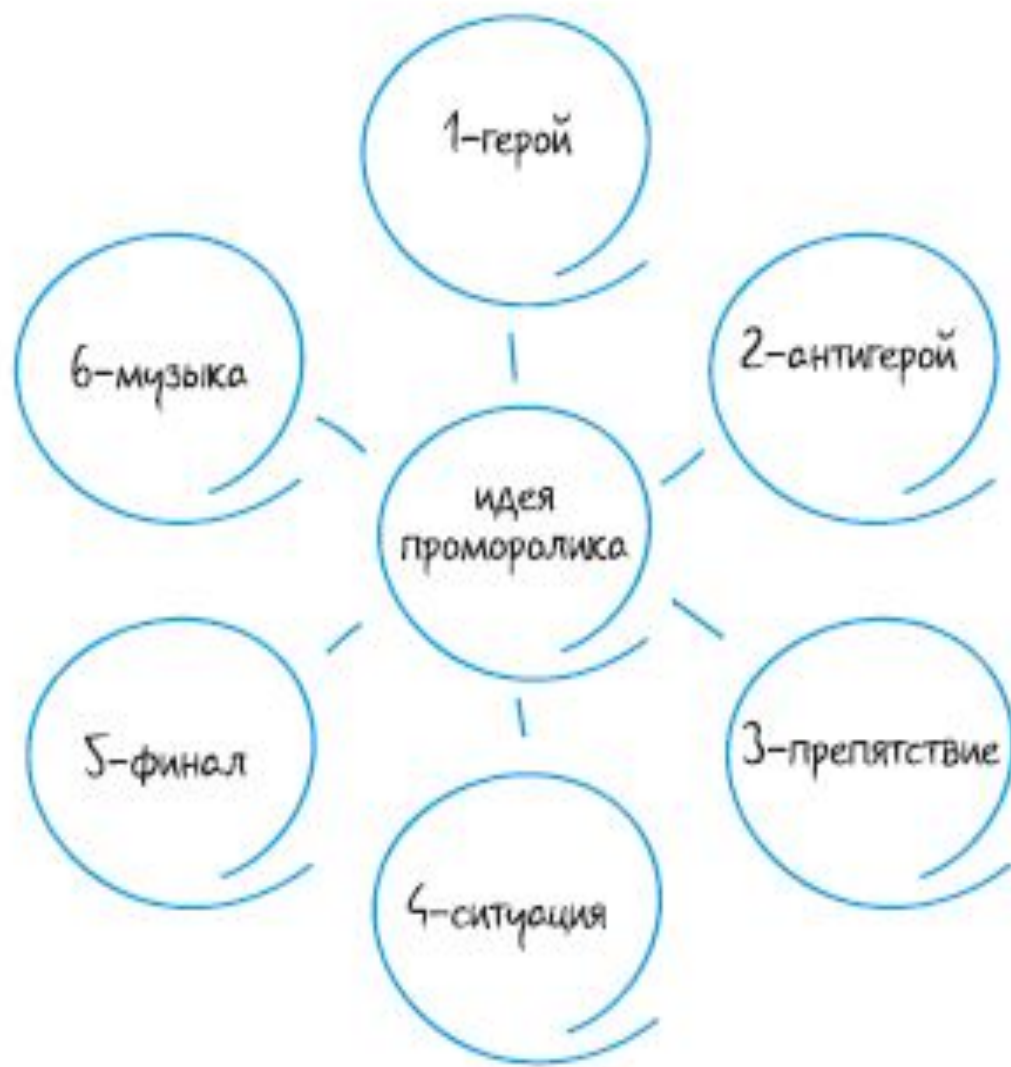 1-герой
2-антигерой
3-препятствие
4-ситуация
5-финал
6-музыка
идея
проморолика